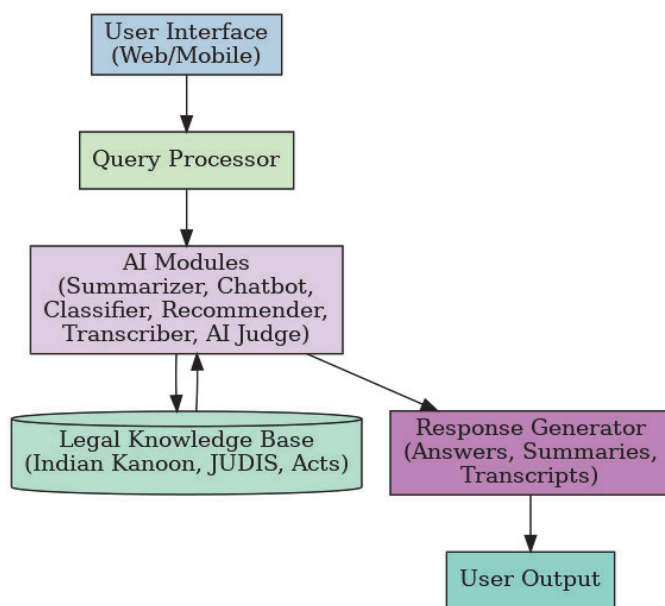 User Interface
(Web/Mobile)
Query Processor
AI Modules
(Summarizer, Chatbot,
Classifier, Recommender,
Transcriber, AI Judge)
Legal Knowledge Base
(Indian Kanoon, JUDIS, Acts)
Response Generator
(Answers, Summaries,
Transcripts)
User Output